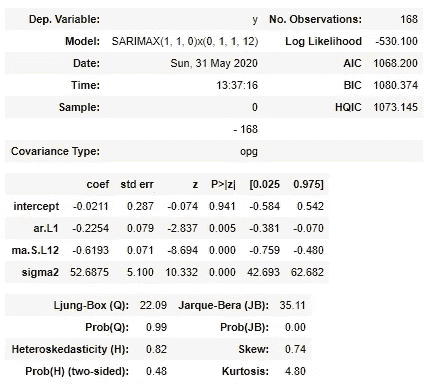 Dep. Variable: y No. Observations: 168
Model: SARIMAX(1, 1, 0)x(0, 1, 1, 12) Log Likelihood -530.100
Date: Sun, 31 May 2020 AIC 1068.200
Time: 13:37:16 BIC 1080.374
Sample: 0 HQIC 1073.145
- 168
Covariance Type: opg
coef std err z P>|z| [0.025 0.975]
intercept -0.0211 0.287 -0.074 0.941 -0.584 0.542
ar.L1 -0.2254 0.079 -2.837 0.005 -0.381 -0.070
ma.S.L12 -0.6193 0.071 -8.694 0.000 -0.759 -0.480
sigma2 52.6875 5.100 10.332 0.000 42.693 62.682
Ljung-Box (Q): 22.09 Jarque-Bera (JB): 35.11
Prob(Q): 0.99 Prob(JB): 0.00
Heteroskedasticity (H): 0.82 Skew: 0.74
Prob(H) (two-sided): 0.48 Kurtosis: 4.80